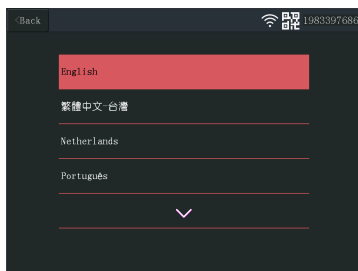 <Back
1983397686
English
繁體中文-台灣
Netherlands
Português